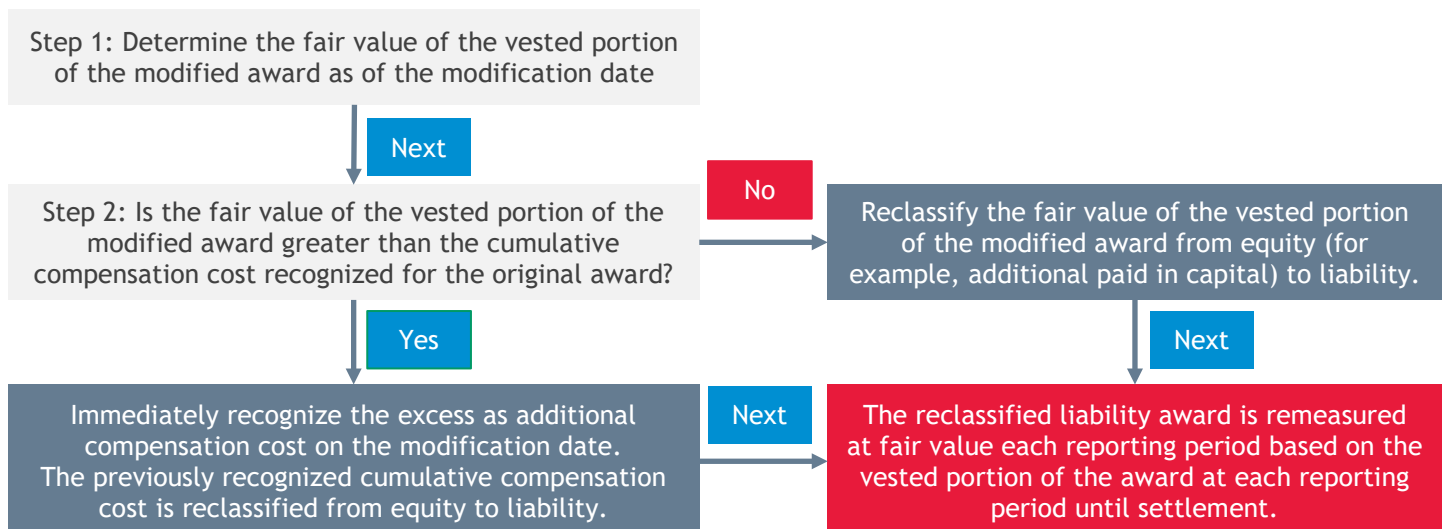 Step 1: Determine the fair value of the vested portion
of the modified award as of the modification date
Next
No
Step 2: Is the fair value of the vested portion of the
modified award greater than the cumulative
compensation cost recognized for the original award?
Reclassify the fair value of the vested portion
of the modified award from equity (for
example, additional paid in capital) to liability.
Yes
Next
Immediately recognize the excess as additional
compensation cost on the modification date.
The previously recognized cumulative compensation
cost is reclassified from equity to liability.
Next
The reclassified liability award is remeasured
at fair value each reporting period based on the
vested portion of the award at each reporting
period until settlement.